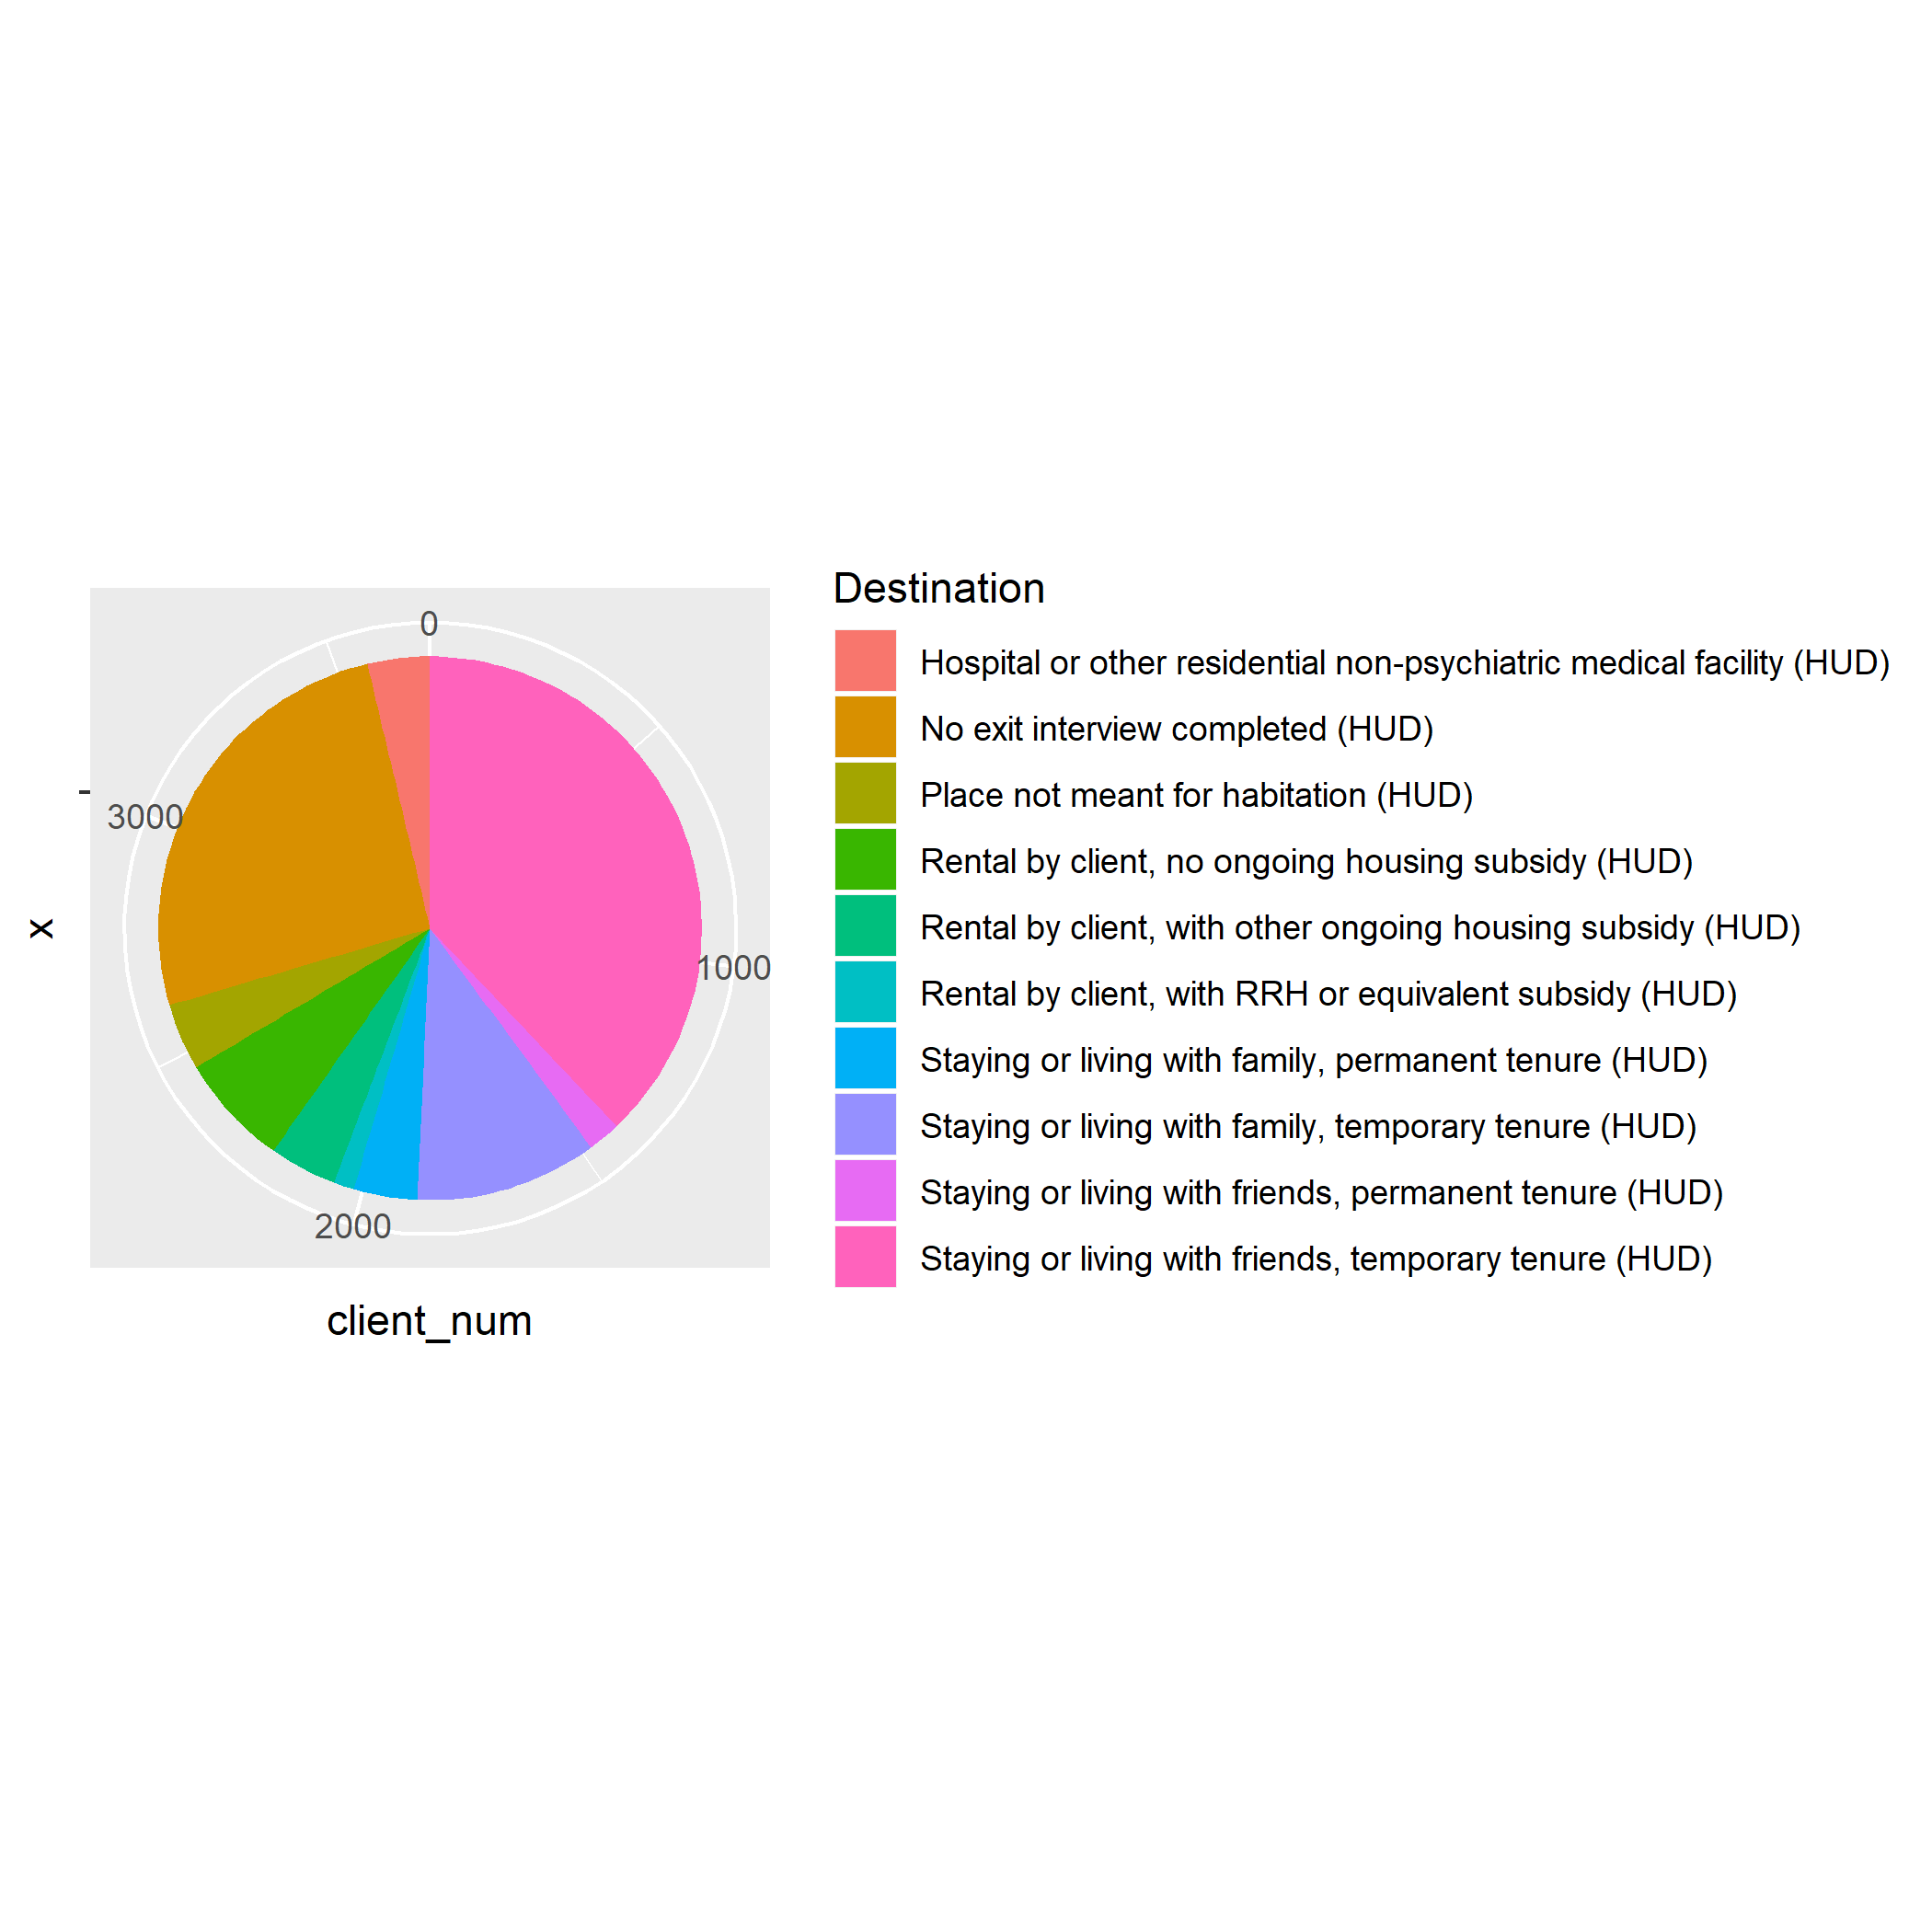 0
3000
1000
2000
x
client_num
Destination
Hospital or other residential non-psychiatric medical facility (HUD)
No exit interview completed (HUD)
Place not meant for habitation (HUD)
Rental by client, no ongoing housing subsidy (HUD)
Rental by client, with other ongoing housing subsidy (HUD)
Rental by client, with RRH or equivalent subsidy (HUD)
Staying or living with family, permanent tenure (HUD)
Staying or living with family, temporary tenure (HUD)
Staying or living with friends, permanent tenure (HUD)
Staying or living with friends, temporary tenure (HUD)